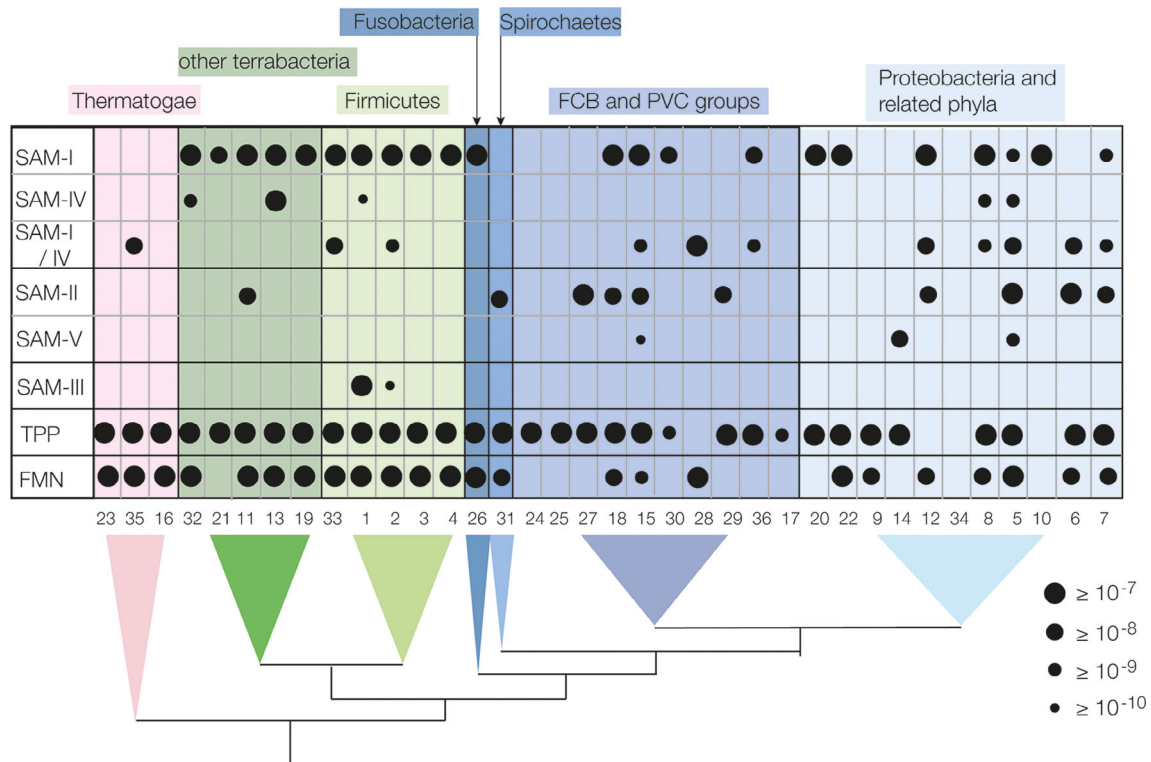 Fusobacteria
Spirochaetes
other terrabacteria
Thermatogae
Firmicutes
FCB and PVC groups
Proteobacteria and
related phyla
SAM-I
SAM-IV
SAM-I
/ IV
SAM-II
SAM-V
SAM-III
TPP
FMN
23 35 16 32 21 11 13 19 33 1 2 3 4 26 31 24 25 27 18 15 30 28 29 36 17 20 22 9 14 12 34 8 5 10 6 7
≥ 10⁻⁷
≥ 10⁻⁸
≥ 10⁻⁹
≥ 10⁻¹⁰